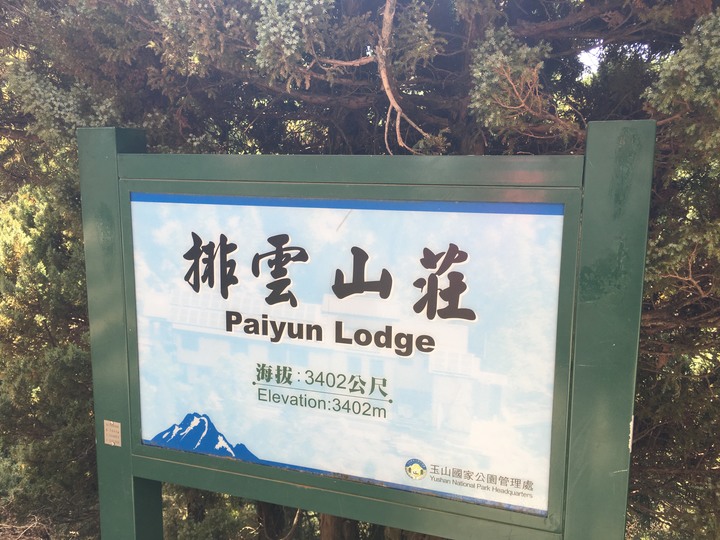 排雲山莊
Paiyun Lodge
海拔:3402公尺
Elevation:3402m
玉山國家公園管理處
Yushan National Park Headquarters